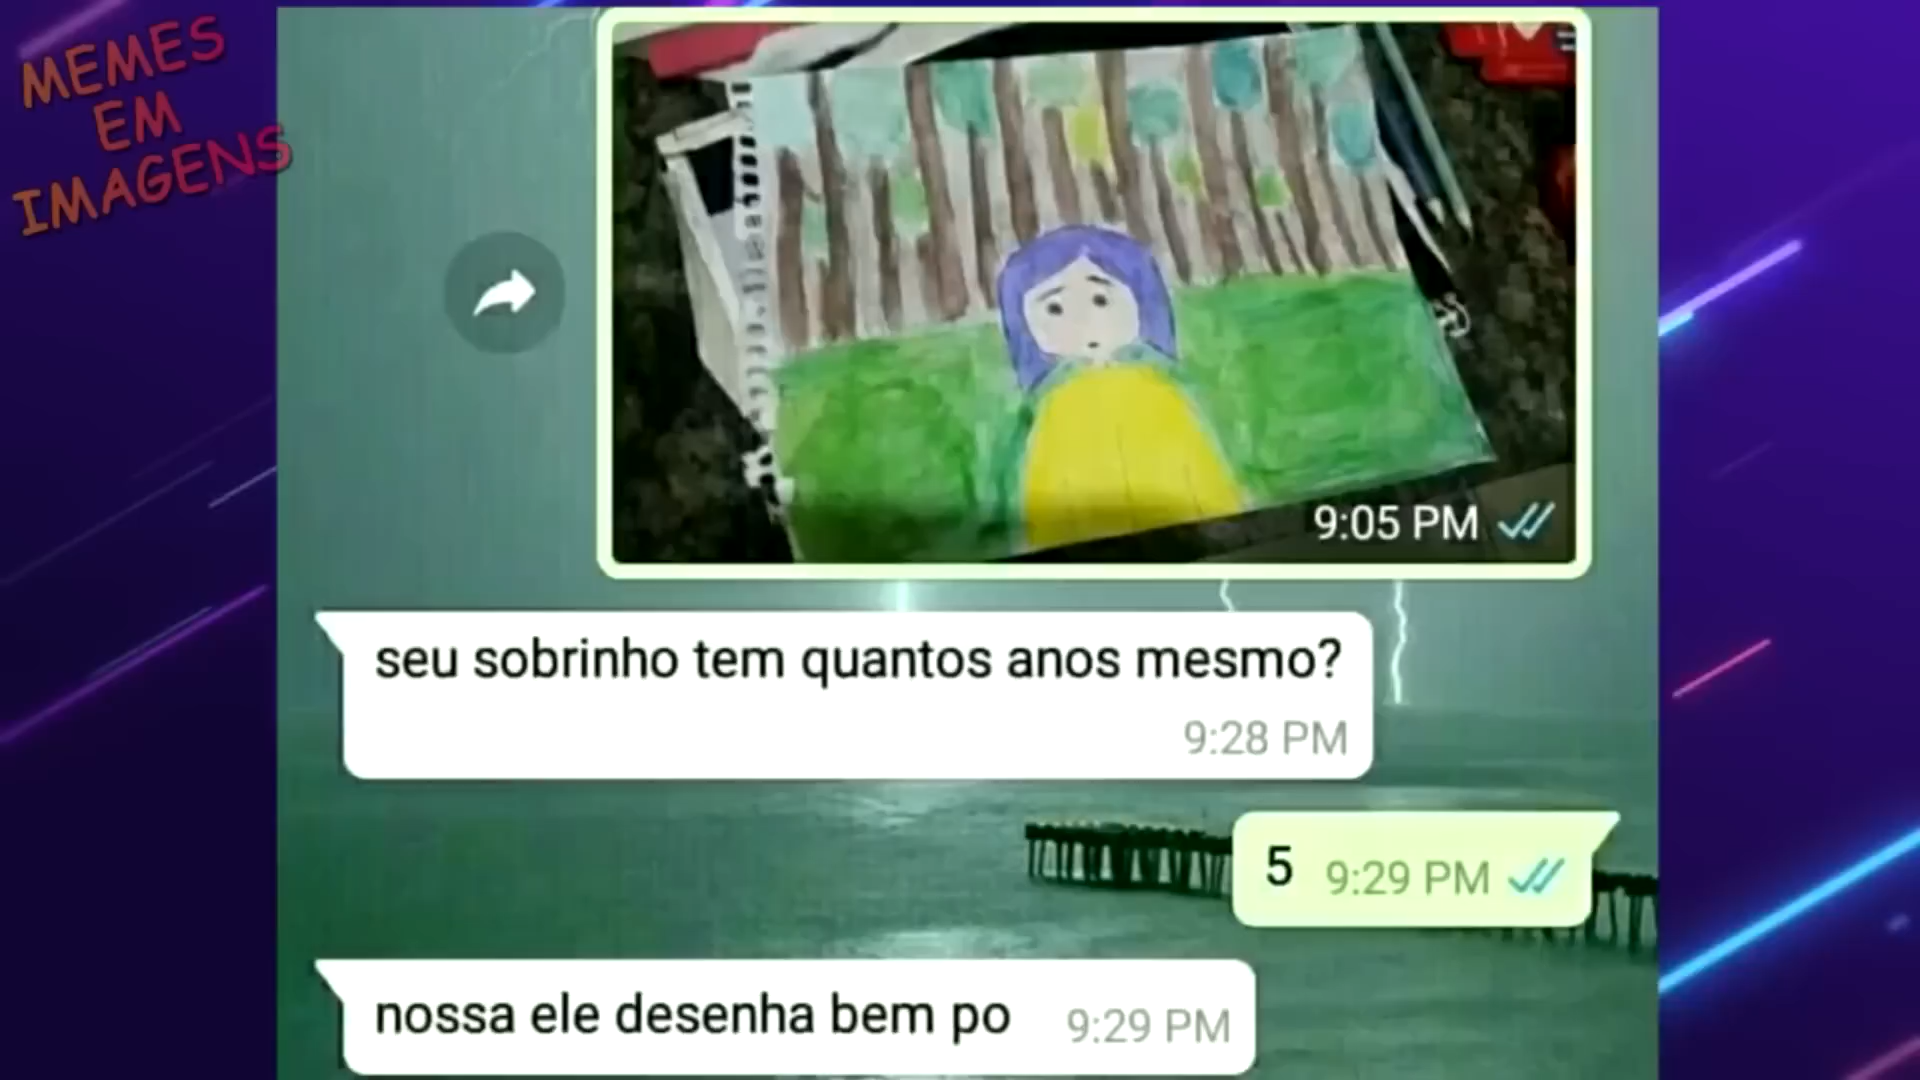 MEMES
EM
IMAGENS
9:05 PM
seu sobrinho tem quantos anos mesmo?
9:28 PM
5 9:29 PM
nossa ele desenha bem po 9:29 PM